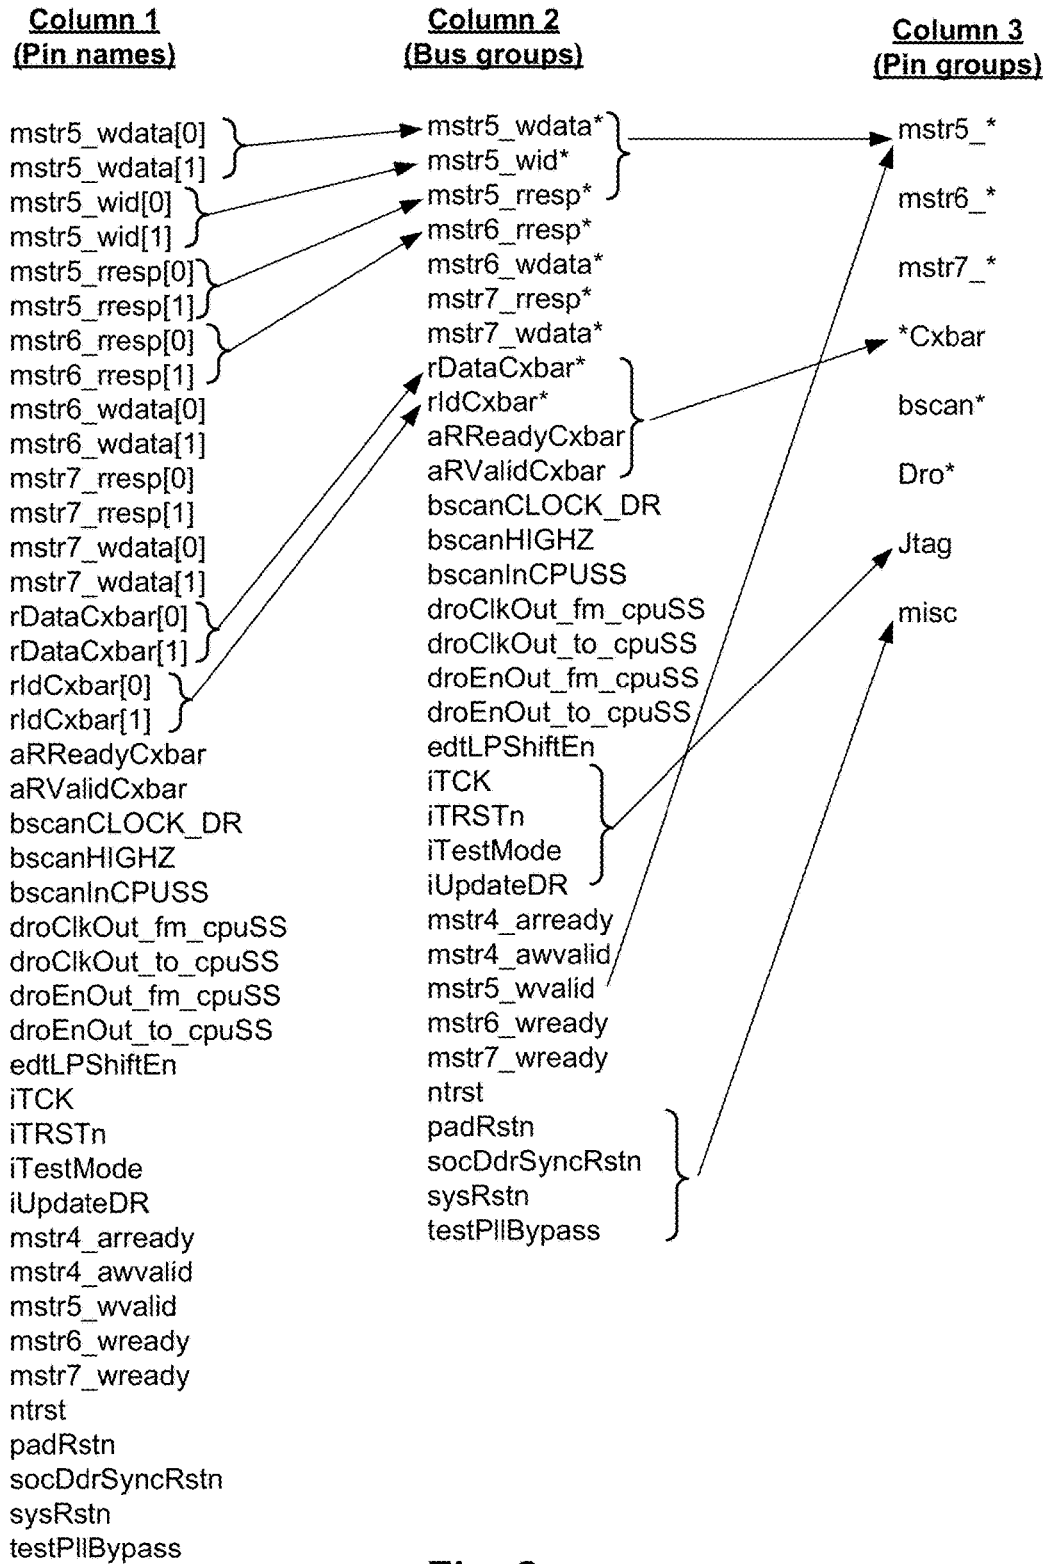 Column 1
(Pin names)
mstr5_wdata[0]
mstr5_wdata[1]
mstr5_wid[0]
mstr5_wid[1]
mstr5_rresp[0]
mstr5_rresp[1]
mstr6_rresp[0]
mstr6_rresp[1]
mstr6_wdata[0]
mstr6_wdata[1]
mstr7_rresp[0]
mstr7_rresp[1]
mstr7_wdata[0]
mstr7_wdata[1]
rDataCxbar[0]
rDataCxbar[1]
rIdCxbar[0]
rIdCxbar[1]
aRReadyCxbar
aRValidCxbar
bscanCLOCK_DR
bscanHIGHZ
bscanInCPUSS
droClkOut_fm_cpuSS
droClkOut_to_cpuSS
droEnOut_fm_cpuSS
droEnOut_to_cpuSS
edtLPShiftEn
iTCK
iTRSTn
iTestMode
iUpdateDR
mstr4_arready
mstr4_awvalid
mstr5_wvalid
mstr6_wready
mstr7_wready
ntrst
padRstn
socDdrSyncRstn
sysRstn
testPllBypass
Column 2
(Bus groups)
mstr5_wdata*
mstr5_wid*
mstr5_rresp*
mstr6_rresp*
mstr6_wdata*
mstr7_rresp*
mstr7_wdata*
rDataCxbar*
rIdCxbar*
aRReadyCxbar
aRValidCxbar
bscanCLOCK_DR
bscanHIGHZ
bscanInCPUSS
droClkOut_fm_cpuSS
droClkOut_to_cpuSS
droEnOut_fm_cpuSS
droEnOut_to_cpuSS
edtLPShiftEn
iTCK
iTRSTn
iTestMode
iUpdateDR
mstr4_arready
mstr4_awvalid
mstr5_wvalid
mstr6_wready
mstr7_wready
ntrst
padRstn
socDdrSyncRstn
sysRstn
testPllBypass
Column 3
(Pin groups)
mstr5_*
mstr6_*
mstr7_*
*Cxbar
bscan*
Dro*
Jtag
misc